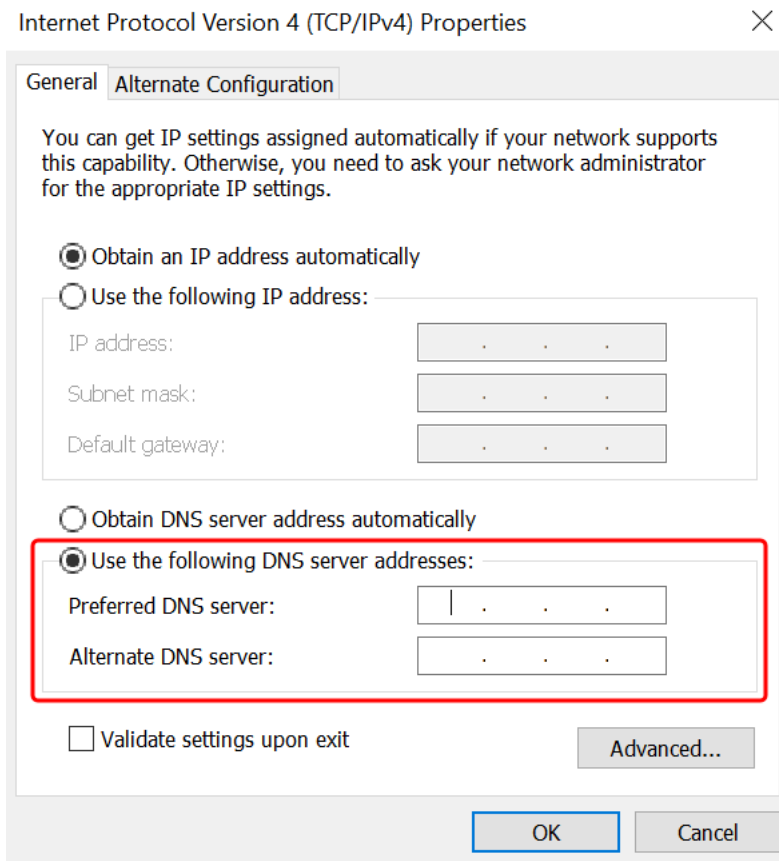 Internet Protocol Version 4 (TCP/IPv4) Properties
General
Alternate Configuration
You can get IP settings assigned automatically if your network supports
this capability. Otherwise, you need to ask your network administrator
for the appropriate IP settings.
Obtain an IP address automatically
Use the following IP address:
IP address:
Subnet mask:
Default gateway:
Obtain DNS server address automatically
Use the following DNS server addresses:
Preferred DNS server:
Alternate DNS server:
Validate settings upon exit
Advanced...
OK
Cancel